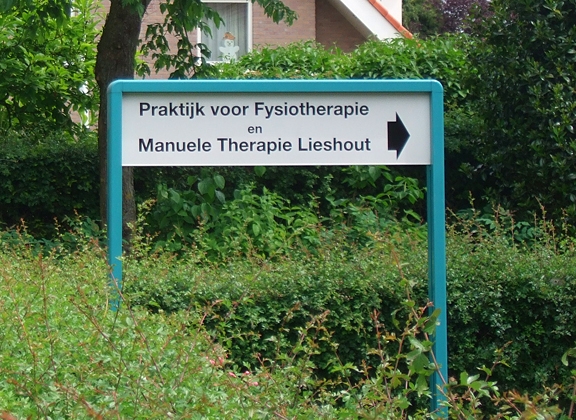 Praktijk voor Fysiotherapie
en
Manuele Therapie Lieshout